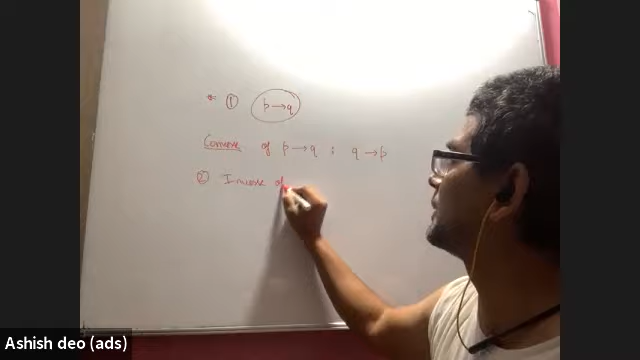 * ① p→q
Converse of p→q : q→p
② Inverse of
Ashish deo (ads)